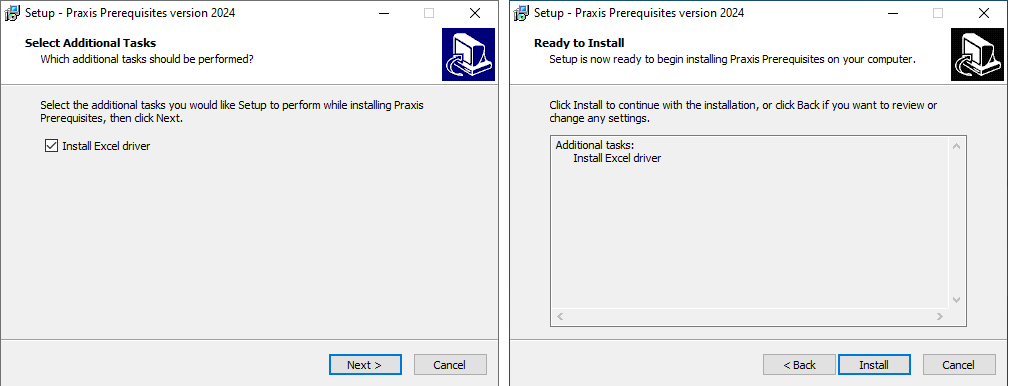 Setup - Praxis Prerequisites version 2024
Select Additional Tasks
Which additional tasks should be performed?
Select the additional tasks you would like Setup to perform while installing Praxis
Prerequisites, then click Next.
Install Excel driver
Next >
Cancel
Setup - Praxis Prerequisites version 2024
Ready to Install
Setup is now ready to begin installing Praxis Prerequisites on your computer.
Click Install to continue with the installation, or click Back if you want to review or
change any settings.
Additional tasks:
Install Excel driver
< Back
Install
Cancel